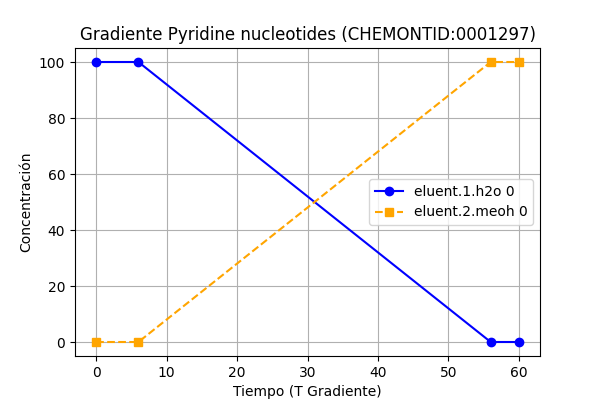 Gradiente Pyridine nucleotides (CHEMONTID:0001297)
100
80
60
40
20
0
Concentración
eluent.1.h2o 0
eluent.2.meoh 0
0 10 20 30 40 50 60
Tiempo (T Gradiente)